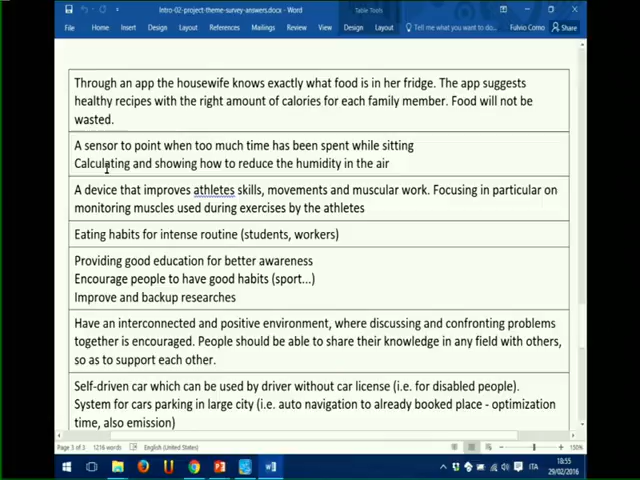 Intro-02-project-theme-survey-answers.docx - Word
Table Tools
File Home Insert Design Layout References Mailings Review View Design Layout Tell me what you want to do... Fulvio Corno Share
Through an app the housewife knows exactly what food is in her fridge. The app suggests
healthy recipes with the right amount of calories for each family member. Food will not be
wasted.
A sensor to point when too much time has been spent while sitting
Calculating and showing how to reduce the humidity in the air
A device that improves athletes skills, movements and muscular work. Focusing in particular on
monitoring muscles used during exercises by the athletes
Eating habits for intense routine (students, workers)
Providing good education for better awareness
Encourage people to have good habits (sport...)
Improve and backup researches
Have an interconnected and positive environment, where discussing and confronting problems
together is encouraged. People should be able to share their knowledge in any field with others,
so as to support each other.
Self-driven car which can be used by driver without car license (i.e. for disabled people).
System for cars parking in large city (i.e. auto navigation to already booked place - optimization
time, also emission)
Page 3 of 3 1216 words English (United States) 150%
ITA 18:55
29/02/2016